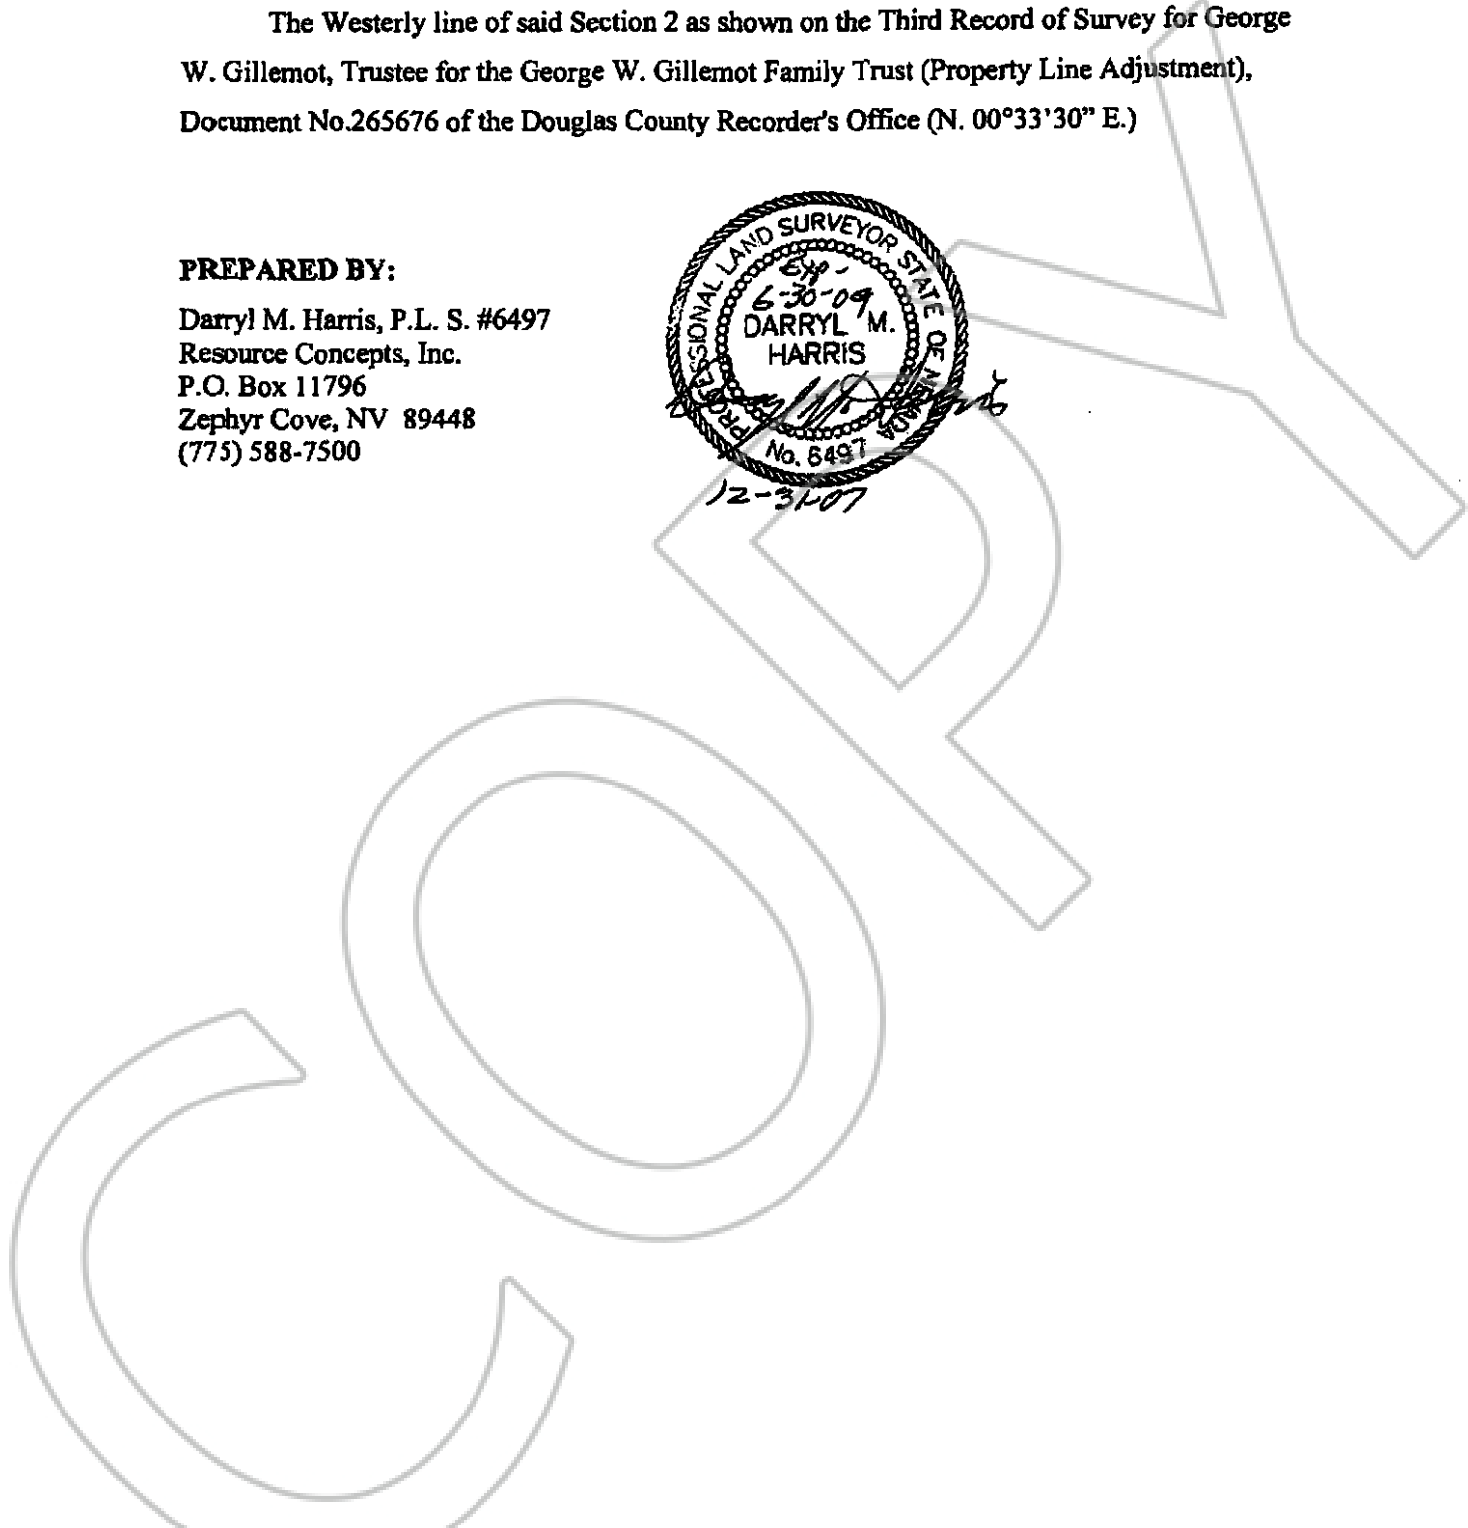 The Westerly line of said Section 2 as shown on the Third Record of Survey for George
W. Gillemot, Trustee for the George W. Gillemot Family Trust (Property Line Adjustment),
Document No.265676 of the Douglas County Recorder's Office (N. 00°33'30” E.)
PREPARED BY:
Darryl M. Harris, P.L. S. #6497
Resource Concepts, Inc.
P.O. Box 11796
Zephyr Cove, NV 89448
(775) 588-7500
PROFESSIONAL LAND SURVEYOR STATE OF NEVADA
Exp.
6-30-09
DARRYL M.
HARRIS
No. 6497
12-31-07
COPY